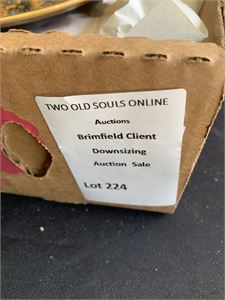 TWO OLD SOULS ONLINE
Auctions
Brimfield Client
Downsizing
Auction Sale
Lot 224